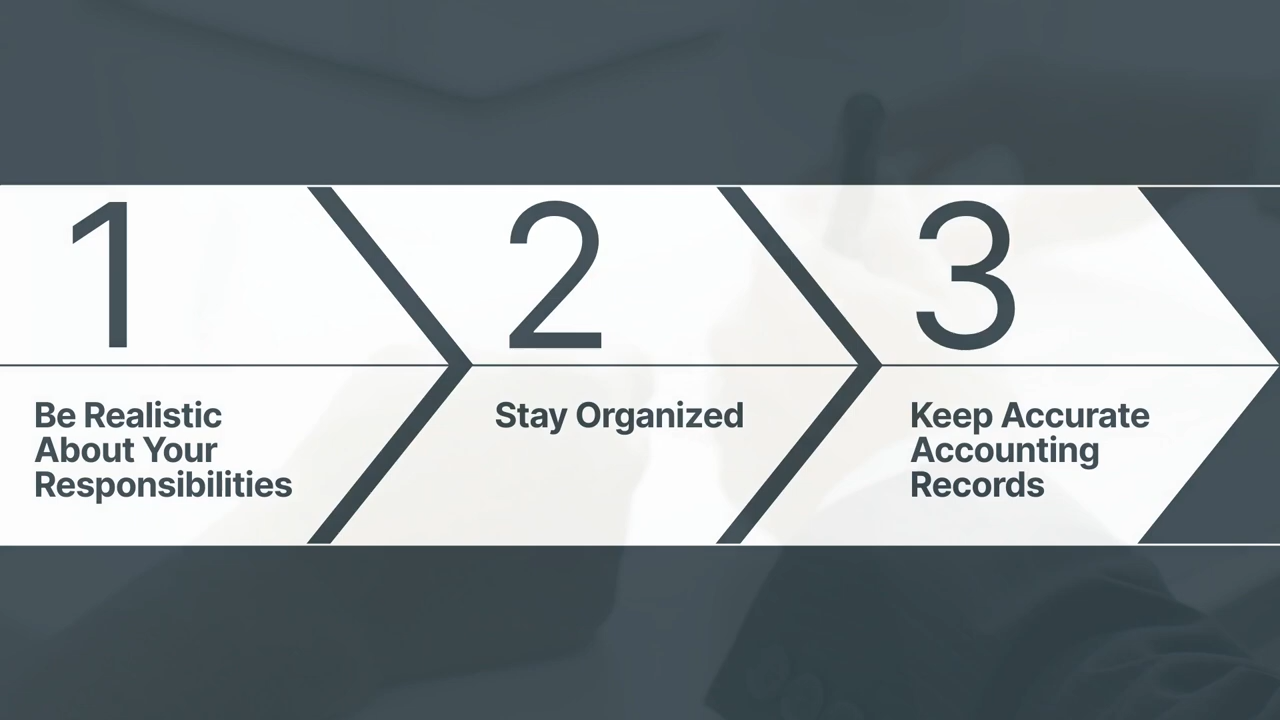 1
Be Realistic
About Your
Responsibilities
2
Stay Organized
3
Keep Accurate
Accounting
Records